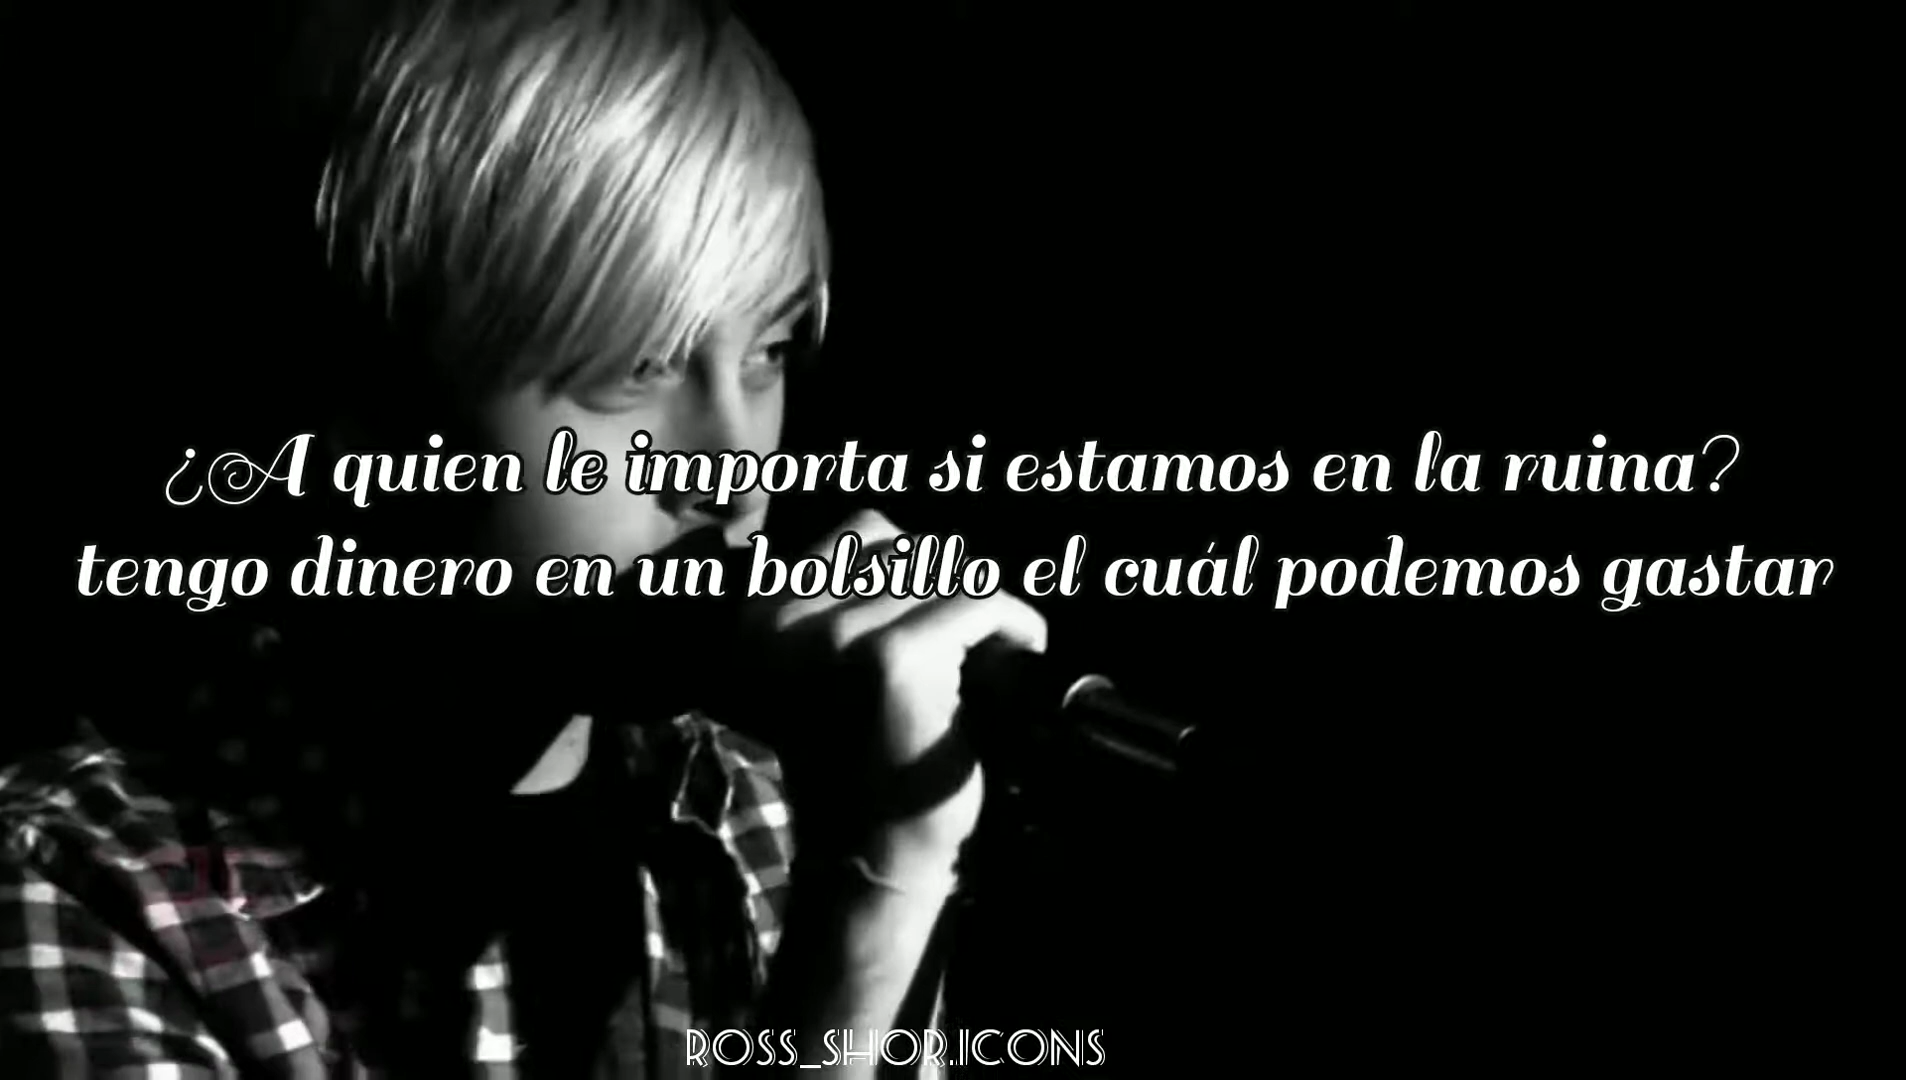 ¿A quien le importa si estamos en la ruina?
tengo dinero en un bolsillo el cuál podemos gastar
ROSS_SHOR.ICONS